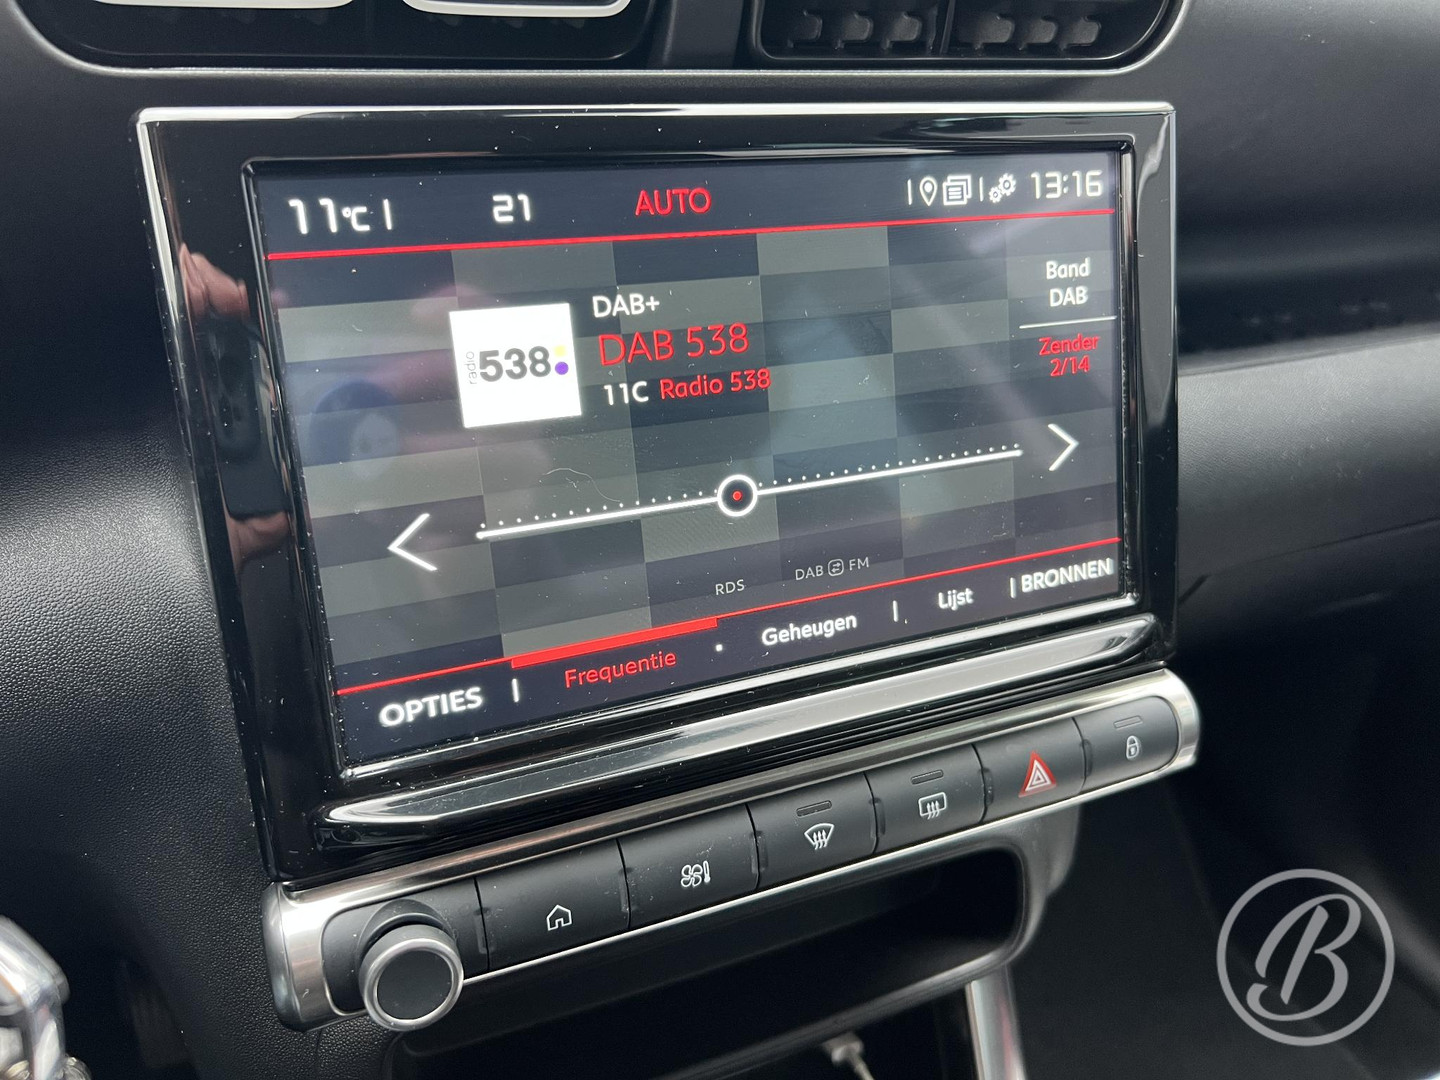 11°C | 21 AUTO 13:16
Band
DAB
Zender
2/14
radio
538
DAB+
DAB 538
11C Radio 538
RDS DAB FM
OPTIES | Frequentie Geheugen | Lijst | BRONNEN
B